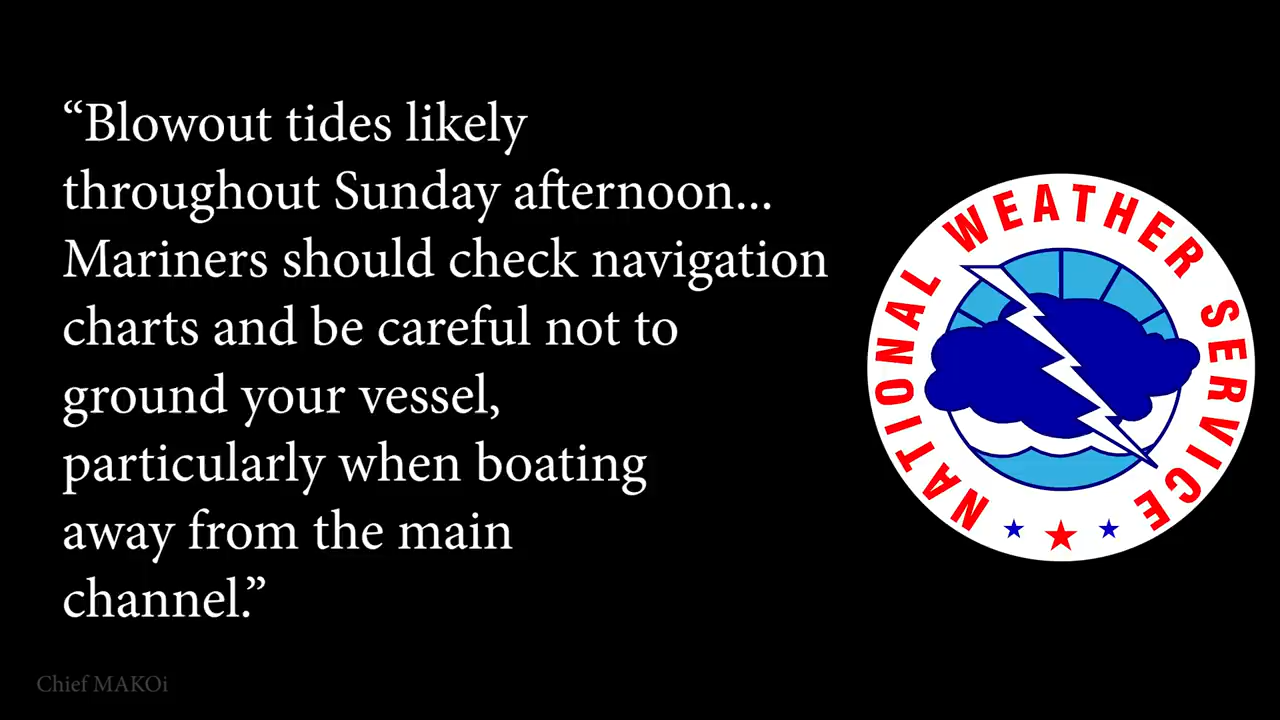 “Blowout tides likely
throughout Sunday afternoon...
Mariners should check navigation
charts and be careful not to
ground your vessel,
particularly when boating
away from the main
channel.”
NATIONAL WEATHER SERVICE
Chief MAKOi